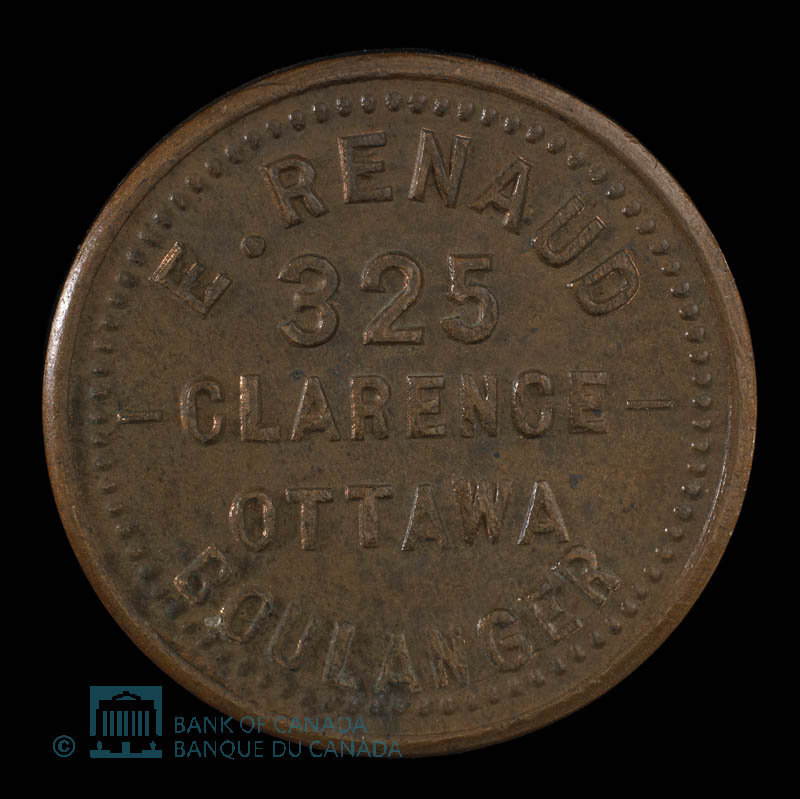 E. RENAUD
325
-CLARENCE-
OTTAWA
BOULANGER
© BANK OF CANADA
BANQUE DU CANADA